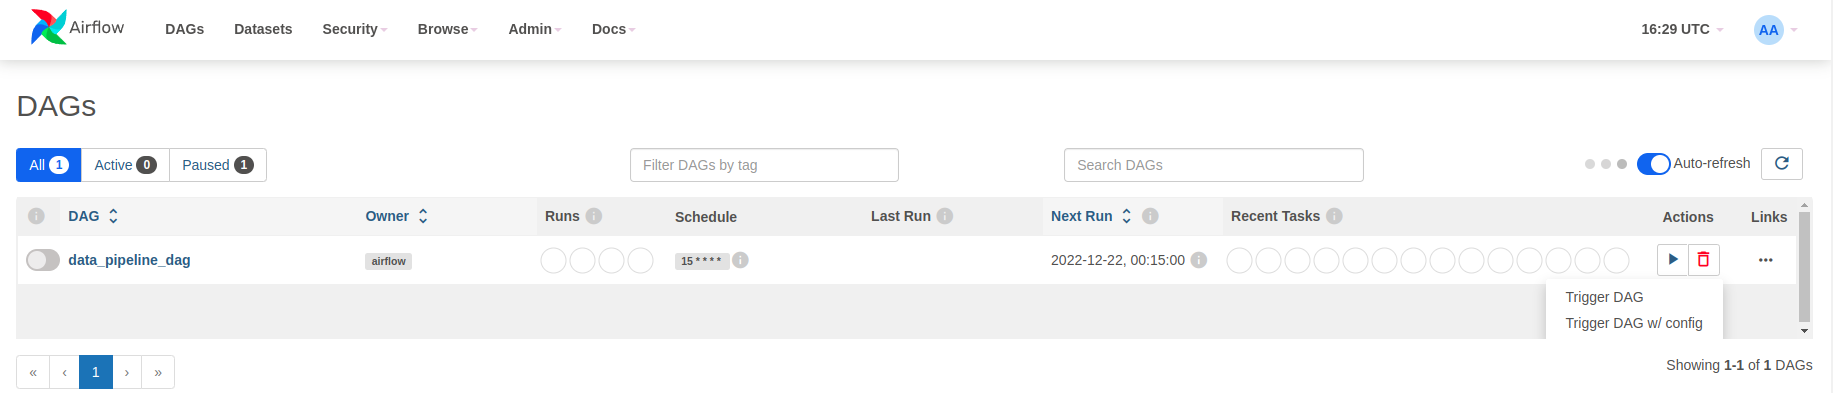 Airflow DAGs Datasets Security Browse Admin Docs 16:29 UTC AA
DAGs
All 1 Active 0 Paused 1 Filter DAGs by tag Search DAGs Auto-refresh
DAG Owner Runs Schedule Last Run Next Run Recent Tasks Actions Links
data_pipeline_dag airflow 15 * * * * 2022-12-22, 00:15:00
Trigger DAG
Trigger DAG w/ config
« ‹ 1 › » Showing 1-1 of 1 DAGs